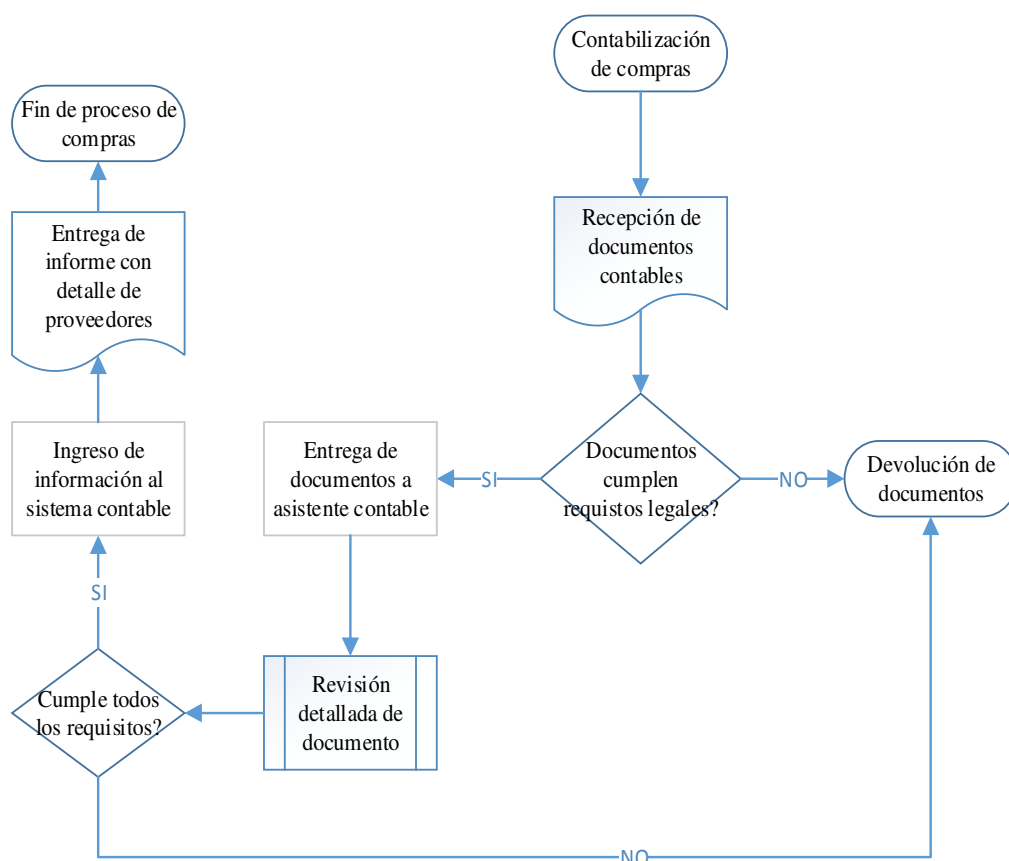 Contabilización
de compras
Fin de proceso de
compras
Recepción de
documentos
contables
Entrega de
informe con
detalle de
proveedores
Documentos
cumplen
requistos legales?
SI
NO
Devolución de
documentos
Entrega de
documentos a
asistente contable
Ingreso de
información al
sistema contable
SI
Revisión
detallada de
documento
Cumple todos
los requisitos?
NO